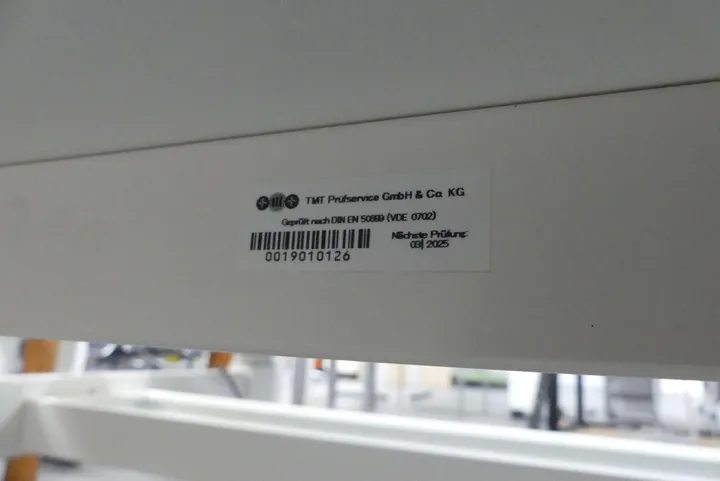 TMT Prüfservice GmbH & Co. KG
Geprüft nach DIN EN 50699 (VDE 0702)
0019010126
Nächste Prüfung:
03| 2025